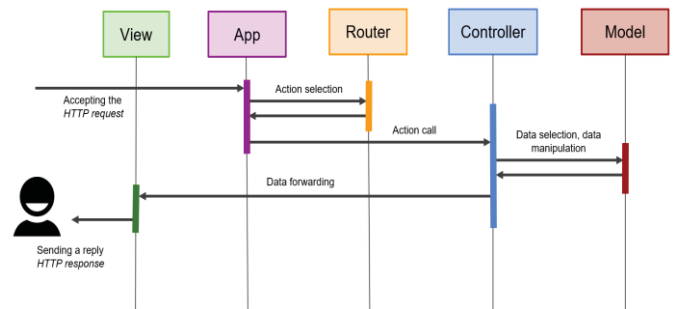 View
App
Router
Controller
Model
Accepting the
HTTP request
Action selection
Action call
Data selection, data
manipulation
Data forwarding
Sending a reply
HTTP response